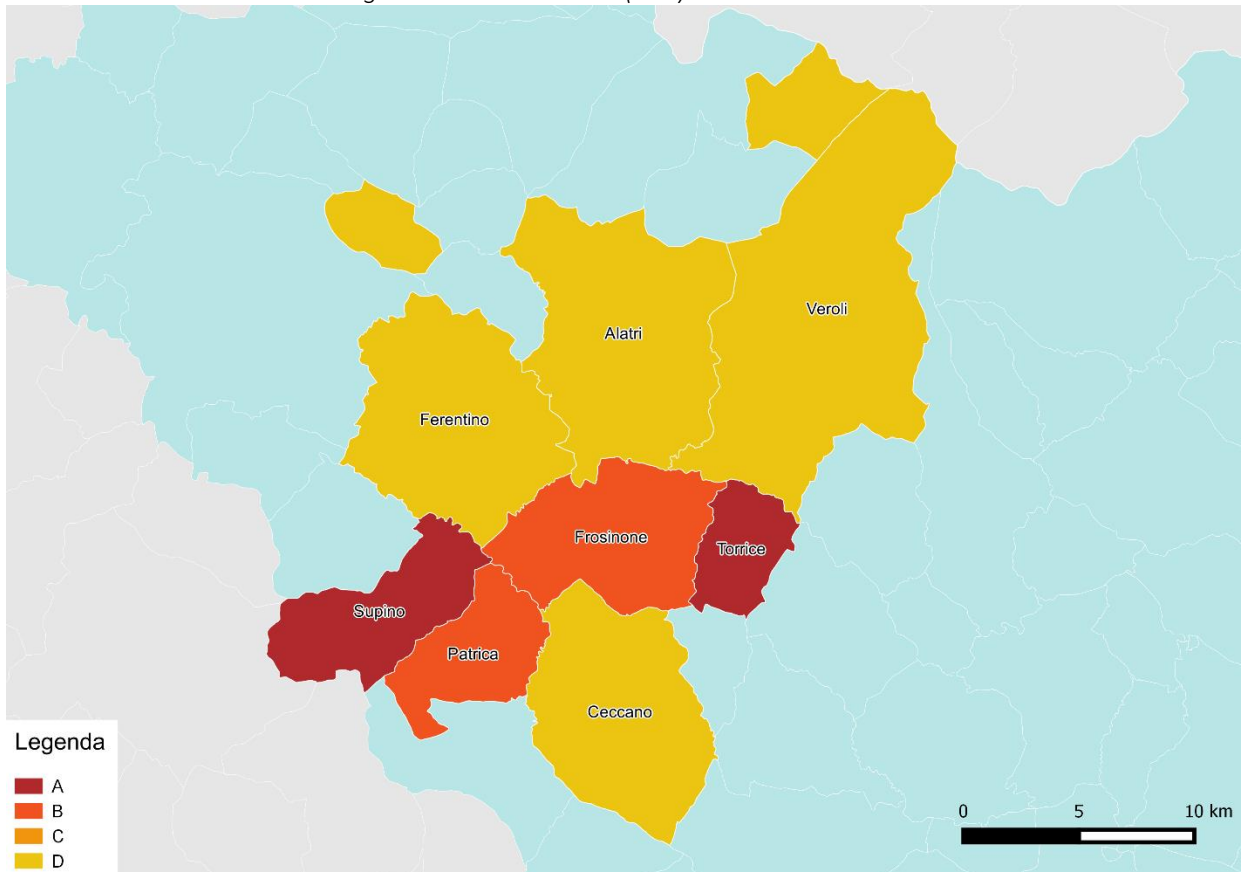 Veroli
Alatri
Ferentino
Frosinone
Torrice
Supino
Patrica
Ceccano
Legenda
A
B
C
D
0 5 10 km